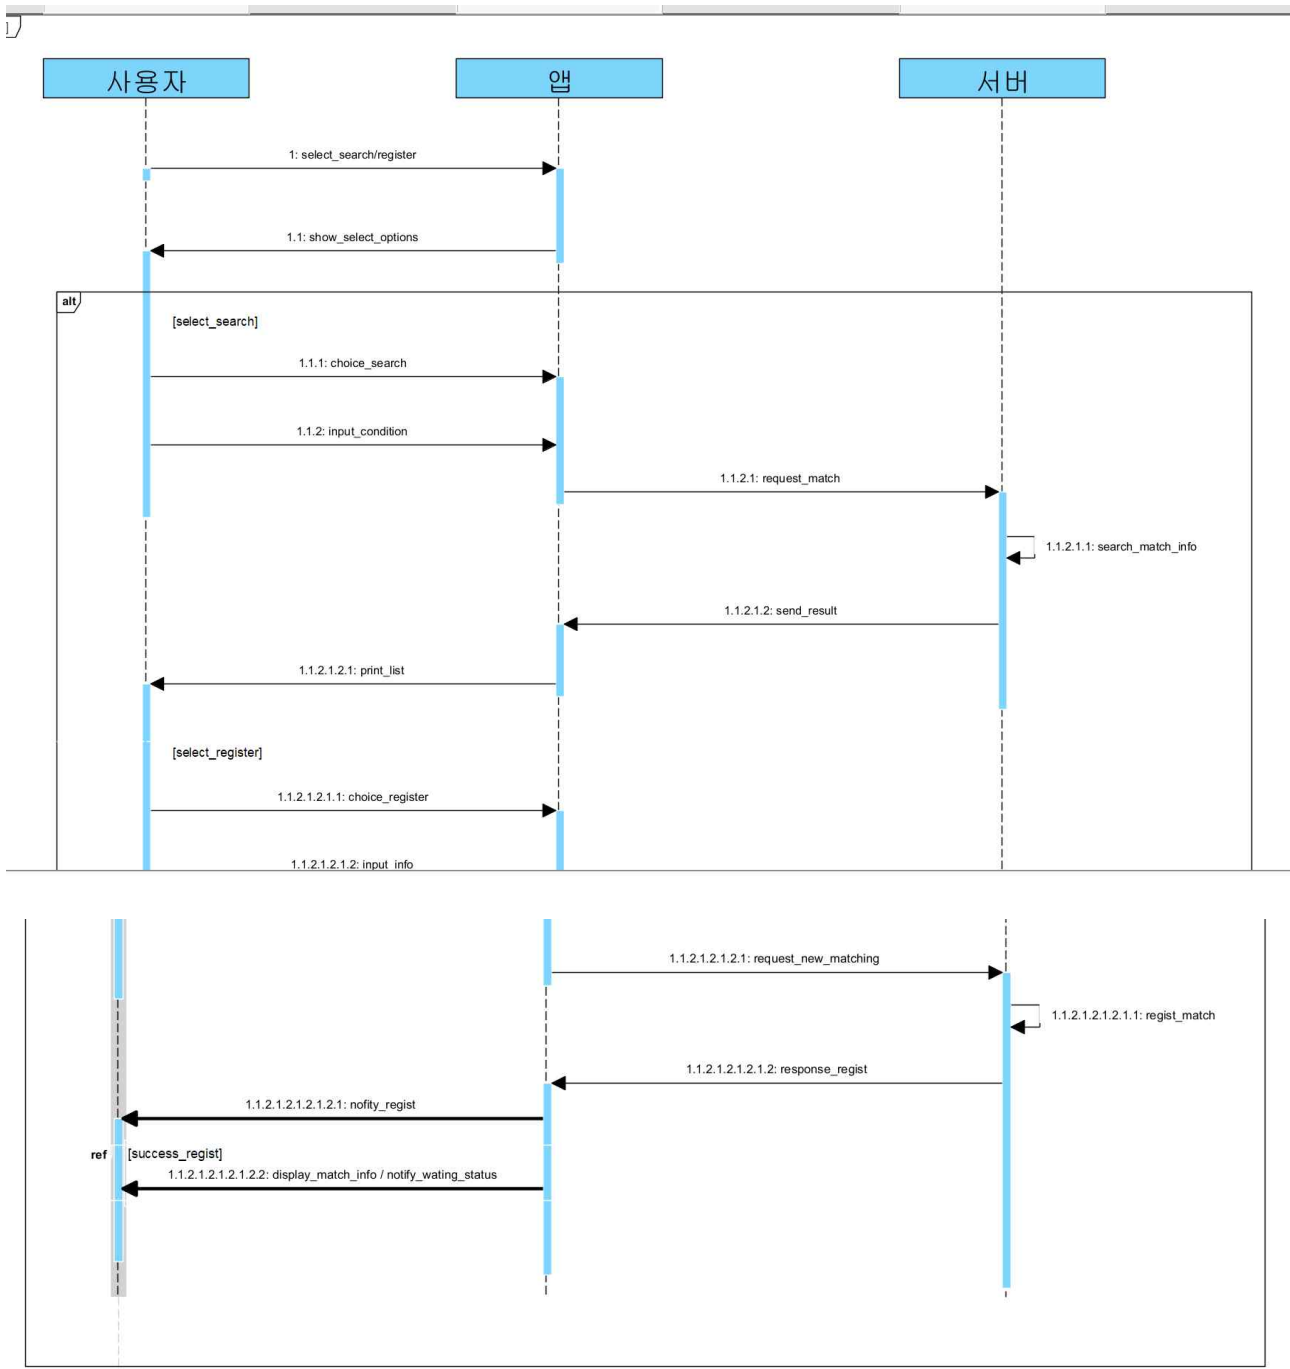 사용자
앱
서버
1: select_search/register
1.1: show_select_options
alt
[select_search]
1.1.1: choice_search
1.1.2: input_condition
1.1.2.1: request_match
1.1.2.1.1: search_match_info
1.1.2.1.2: send_result
1.1.2.1.2.1: print_list
[select_register]
1.1.2.1.2.1.1: choice_register
1.1.2.1.2.1.2: input_info
1.1.2.1.2.1.2.1: request_new_matching
1.1.2.1.2.1.2.1.1: regist_match
1.1.2.1.2.1.2.1.2: response_regist
1.1.2.1.2.1.2.1.2.1: nofity_regist
ref
[success_regist]
1.1.2.1.2.1.2.1.2.2: display_match_info / notify_wating_status